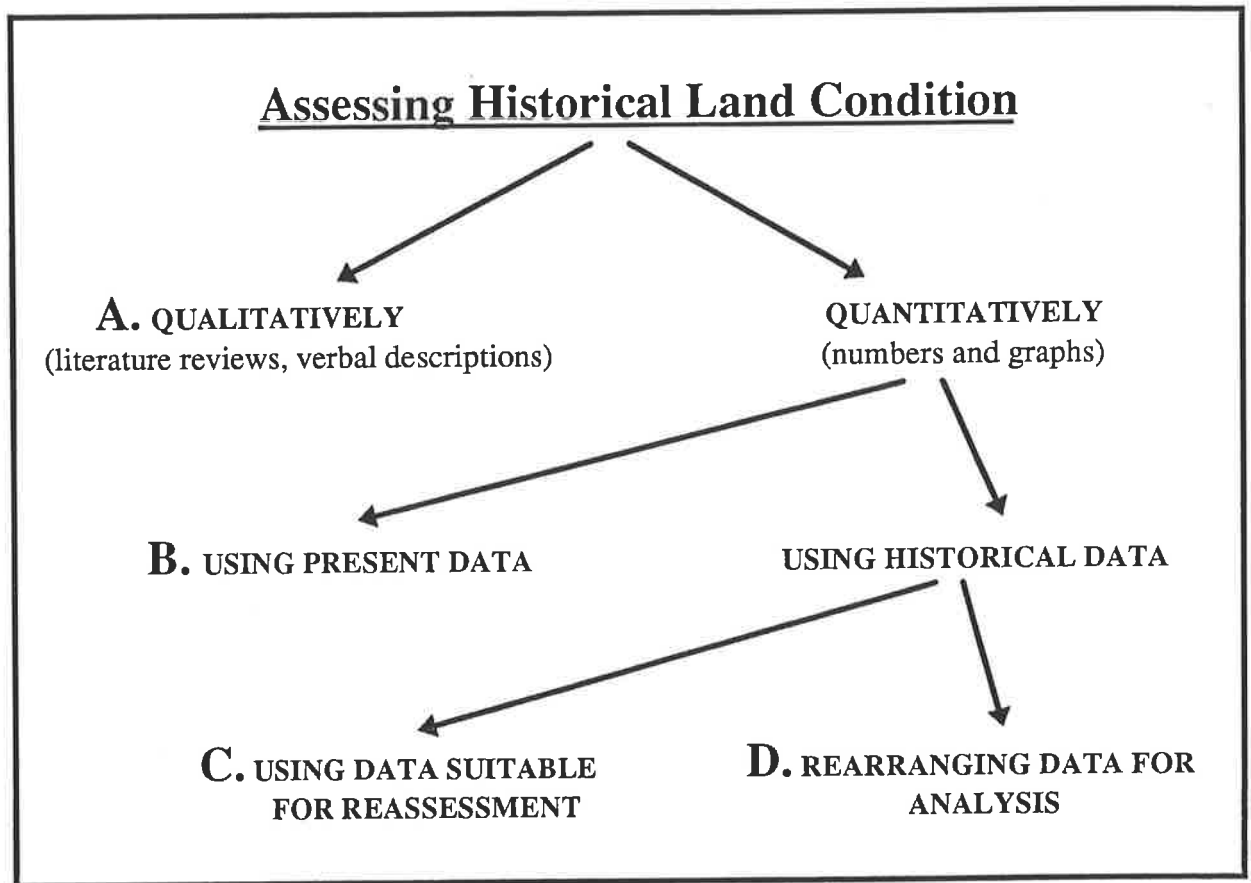 Assessing Historical Land Condition
A. QUALITATIVELY
(literature reviews, verbal descriptions)
QUANTITATIVELY
(numbers and graphs)
B. USING PRESENT DATA
USING HISTORICAL DATA
C. USING DATA SUITABLE
FOR REASSESSMENT
D. REARRANGING DATA FOR
ANALYSIS